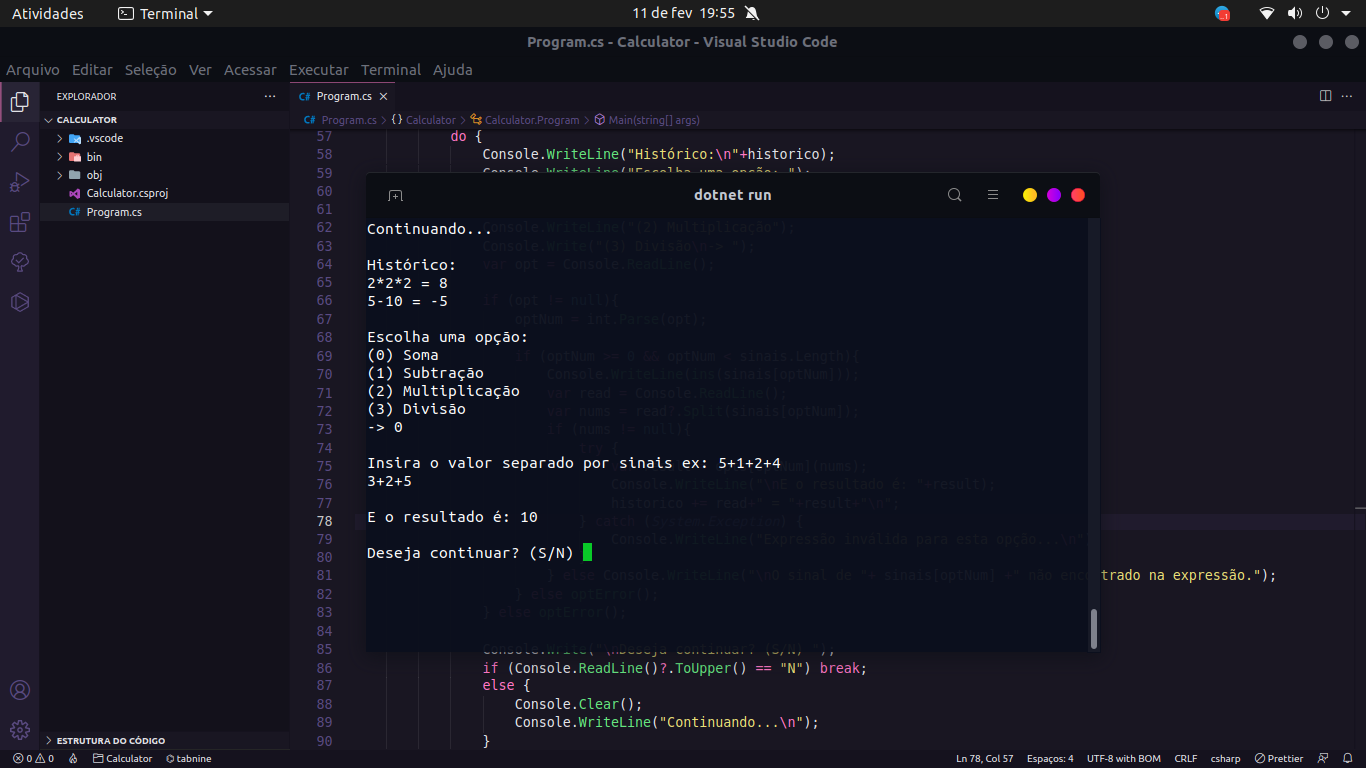 Atividades
Terminal
11 de fev 19:55
Program.cs - Calculator - Visual Studio Code
Arquivo Editar Seleção Ver Acessar Executar Terminal Ajuda
EXPLORADOR
CALCULATOR
.vscode
bin
obj
Calculator.csproj
C# Program.cs
ESTRUTURA DO CÓDIGO
C# Program.cs
C# Program.cs > {} Calculator > Calculator.Program > Main(string[] args)
57 do {
58 Console.WriteLine("Histórico:\n"+historico);
59 Console.WriteLine("Escolha uma opção: ");
60
61
62 Console.WriteLine("(2) Multiplicação");
63 Console.Write("(3) Divisão\n-> ");
64 var opt = Console.ReadLine();
65
66 if (opt != null){
67 optNum = int.Parse(opt);
68
69 if (optNum >= 0 && optNum < sinais.Length){
70 Console.WriteLine(ins(sinais[optNum]));
71 var read = Console.ReadLine();
72 var nums = read?.Split(sinais[optNum]);
73 if (nums != null){
74 try {
75 Num](nums);
76 Console.WriteLine("\nE o resultado é: "+result);
77 historico += read+" = "+result+"\n";
78 } catch (System.Exception) {
79 Console.WriteLine("Expressão inválida para esta opção...\n"
80
81 } else Console.WriteLine("\nO sinal de "+ sinais[optNum] +" não encontrado na expressão.");
82 } else optError();
83 } else optError();
84
85 Console.Write("\nDeseja continuar? (S/N) ");
86 if (Console.ReadLine()?.ToUpper() == "N") break;
87 else {
88 Console.Clear();
89 Console.WriteLine("Continuando...\n");
90 }
dotnet run
Continuando...
Histórico:
2*2*2 = 8
5-10 = -5
Escolha uma opção:
(0) Soma
(1) Subtração
(2) Multiplicação
(3) Divisão
-> 0
Insira o valor separado por sinais ex: 5+1+2+4
3+2+5
E o resultado é: 10
Deseja continuar? (S/N)
0 0 Calculator tabnine
Ln 78, Col 57 Espaços: 4 UTF-8 with BOM CRLF csharp Prettier